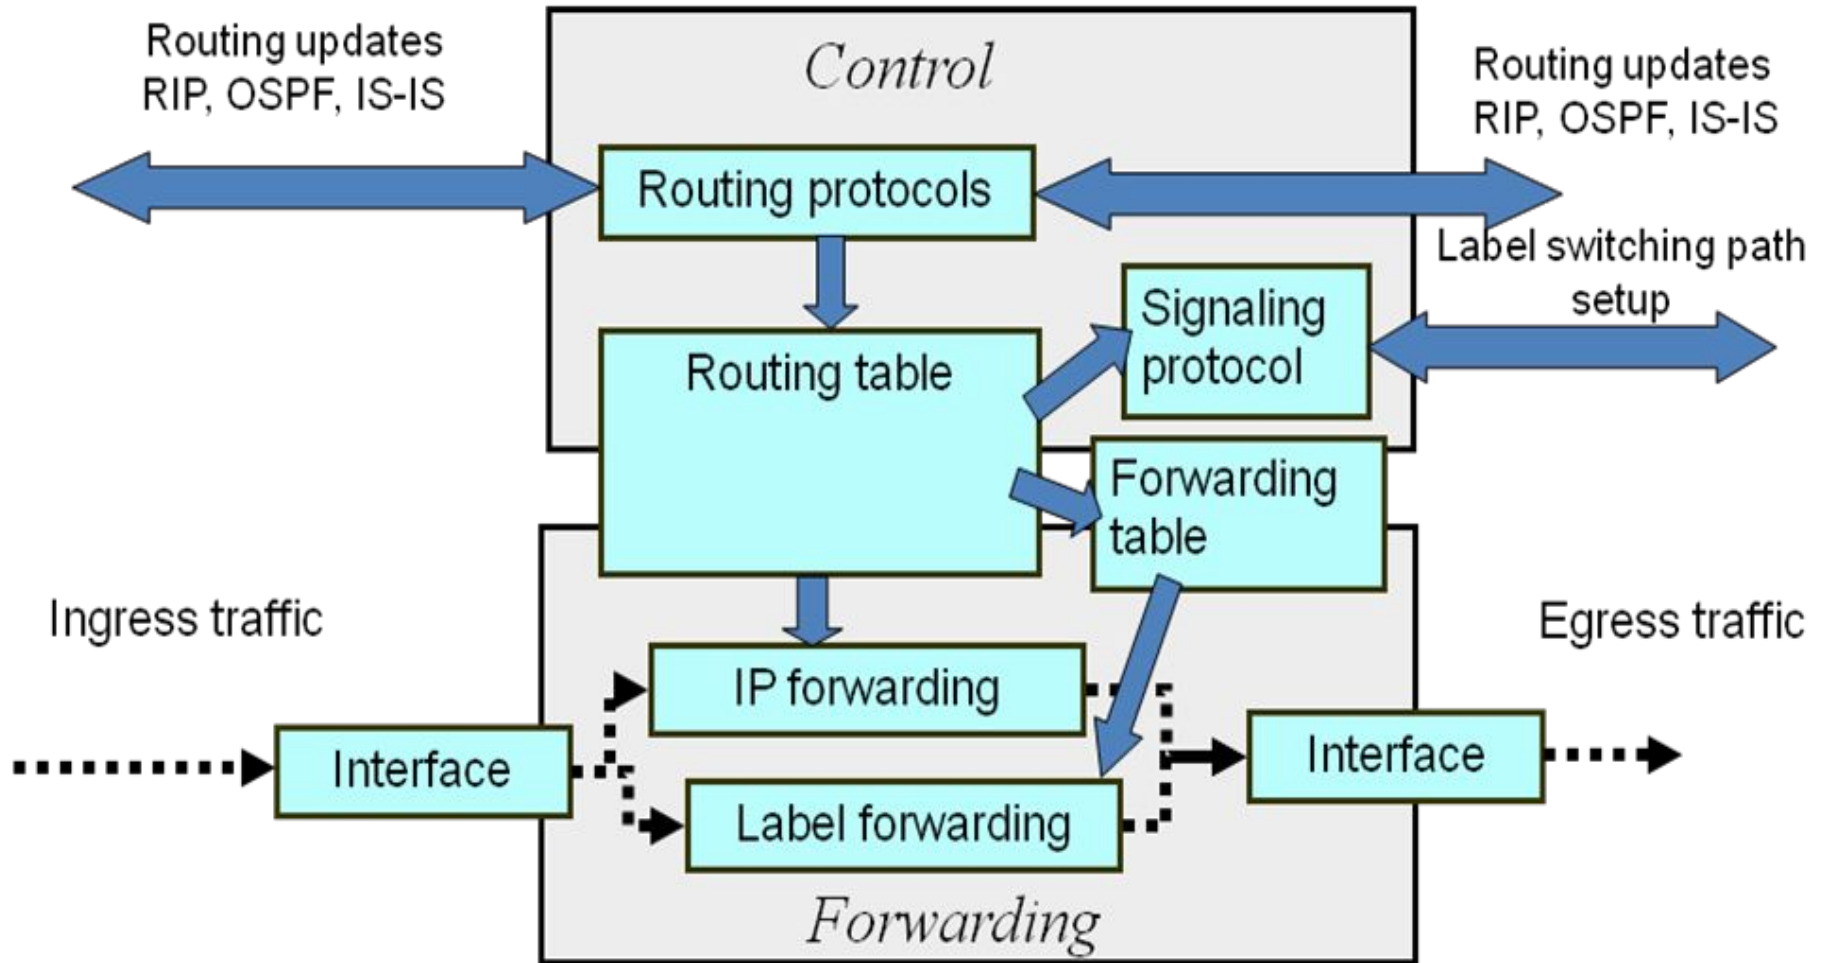 Routing updates
RIP, OSPF, IS-IS
Control
Routing updates
RIP, OSPF, IS-IS
Routing protocols
Label switching path
setup
Signaling
protocol
Routing table
Forwarding
table
Ingress traffic
Egress traffic
IP forwarding
Interface
Interface
Label forwarding
Forwarding